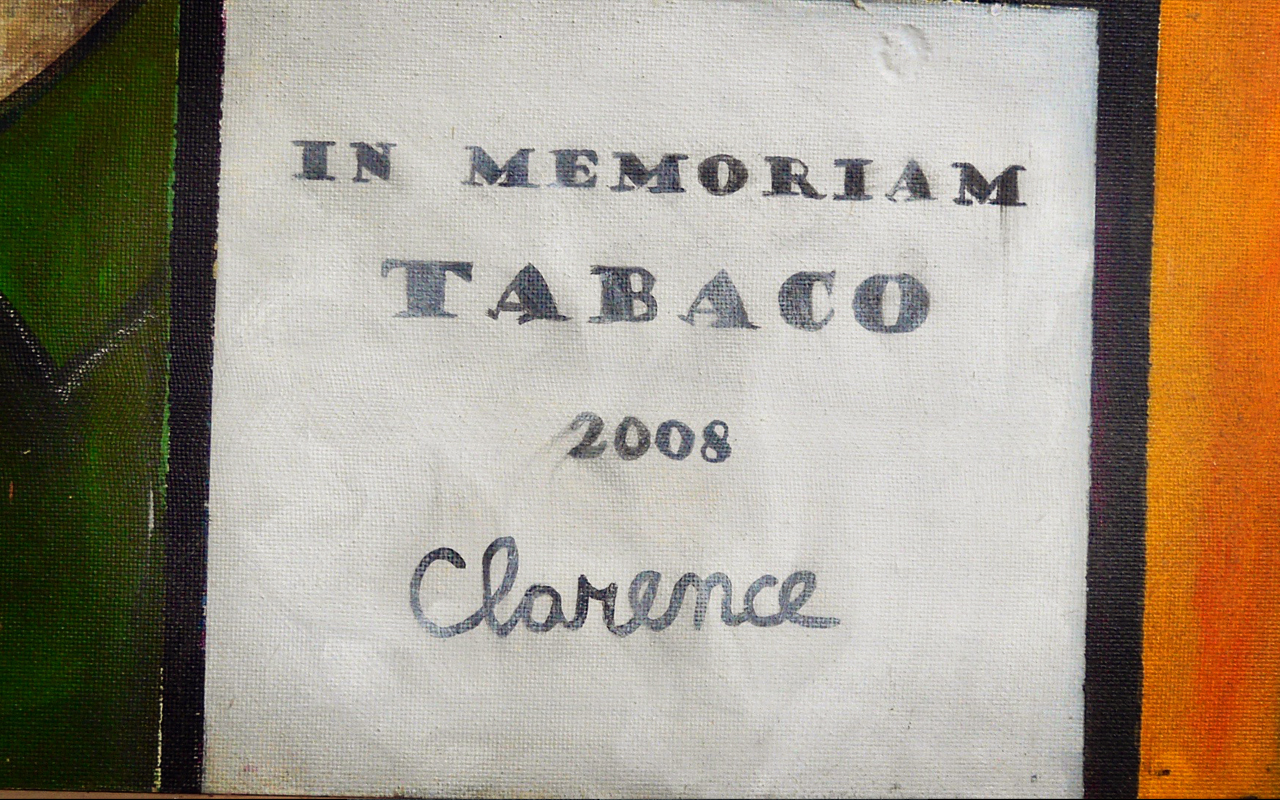 IN MEMORIAM
TABACO
2008
Clarence